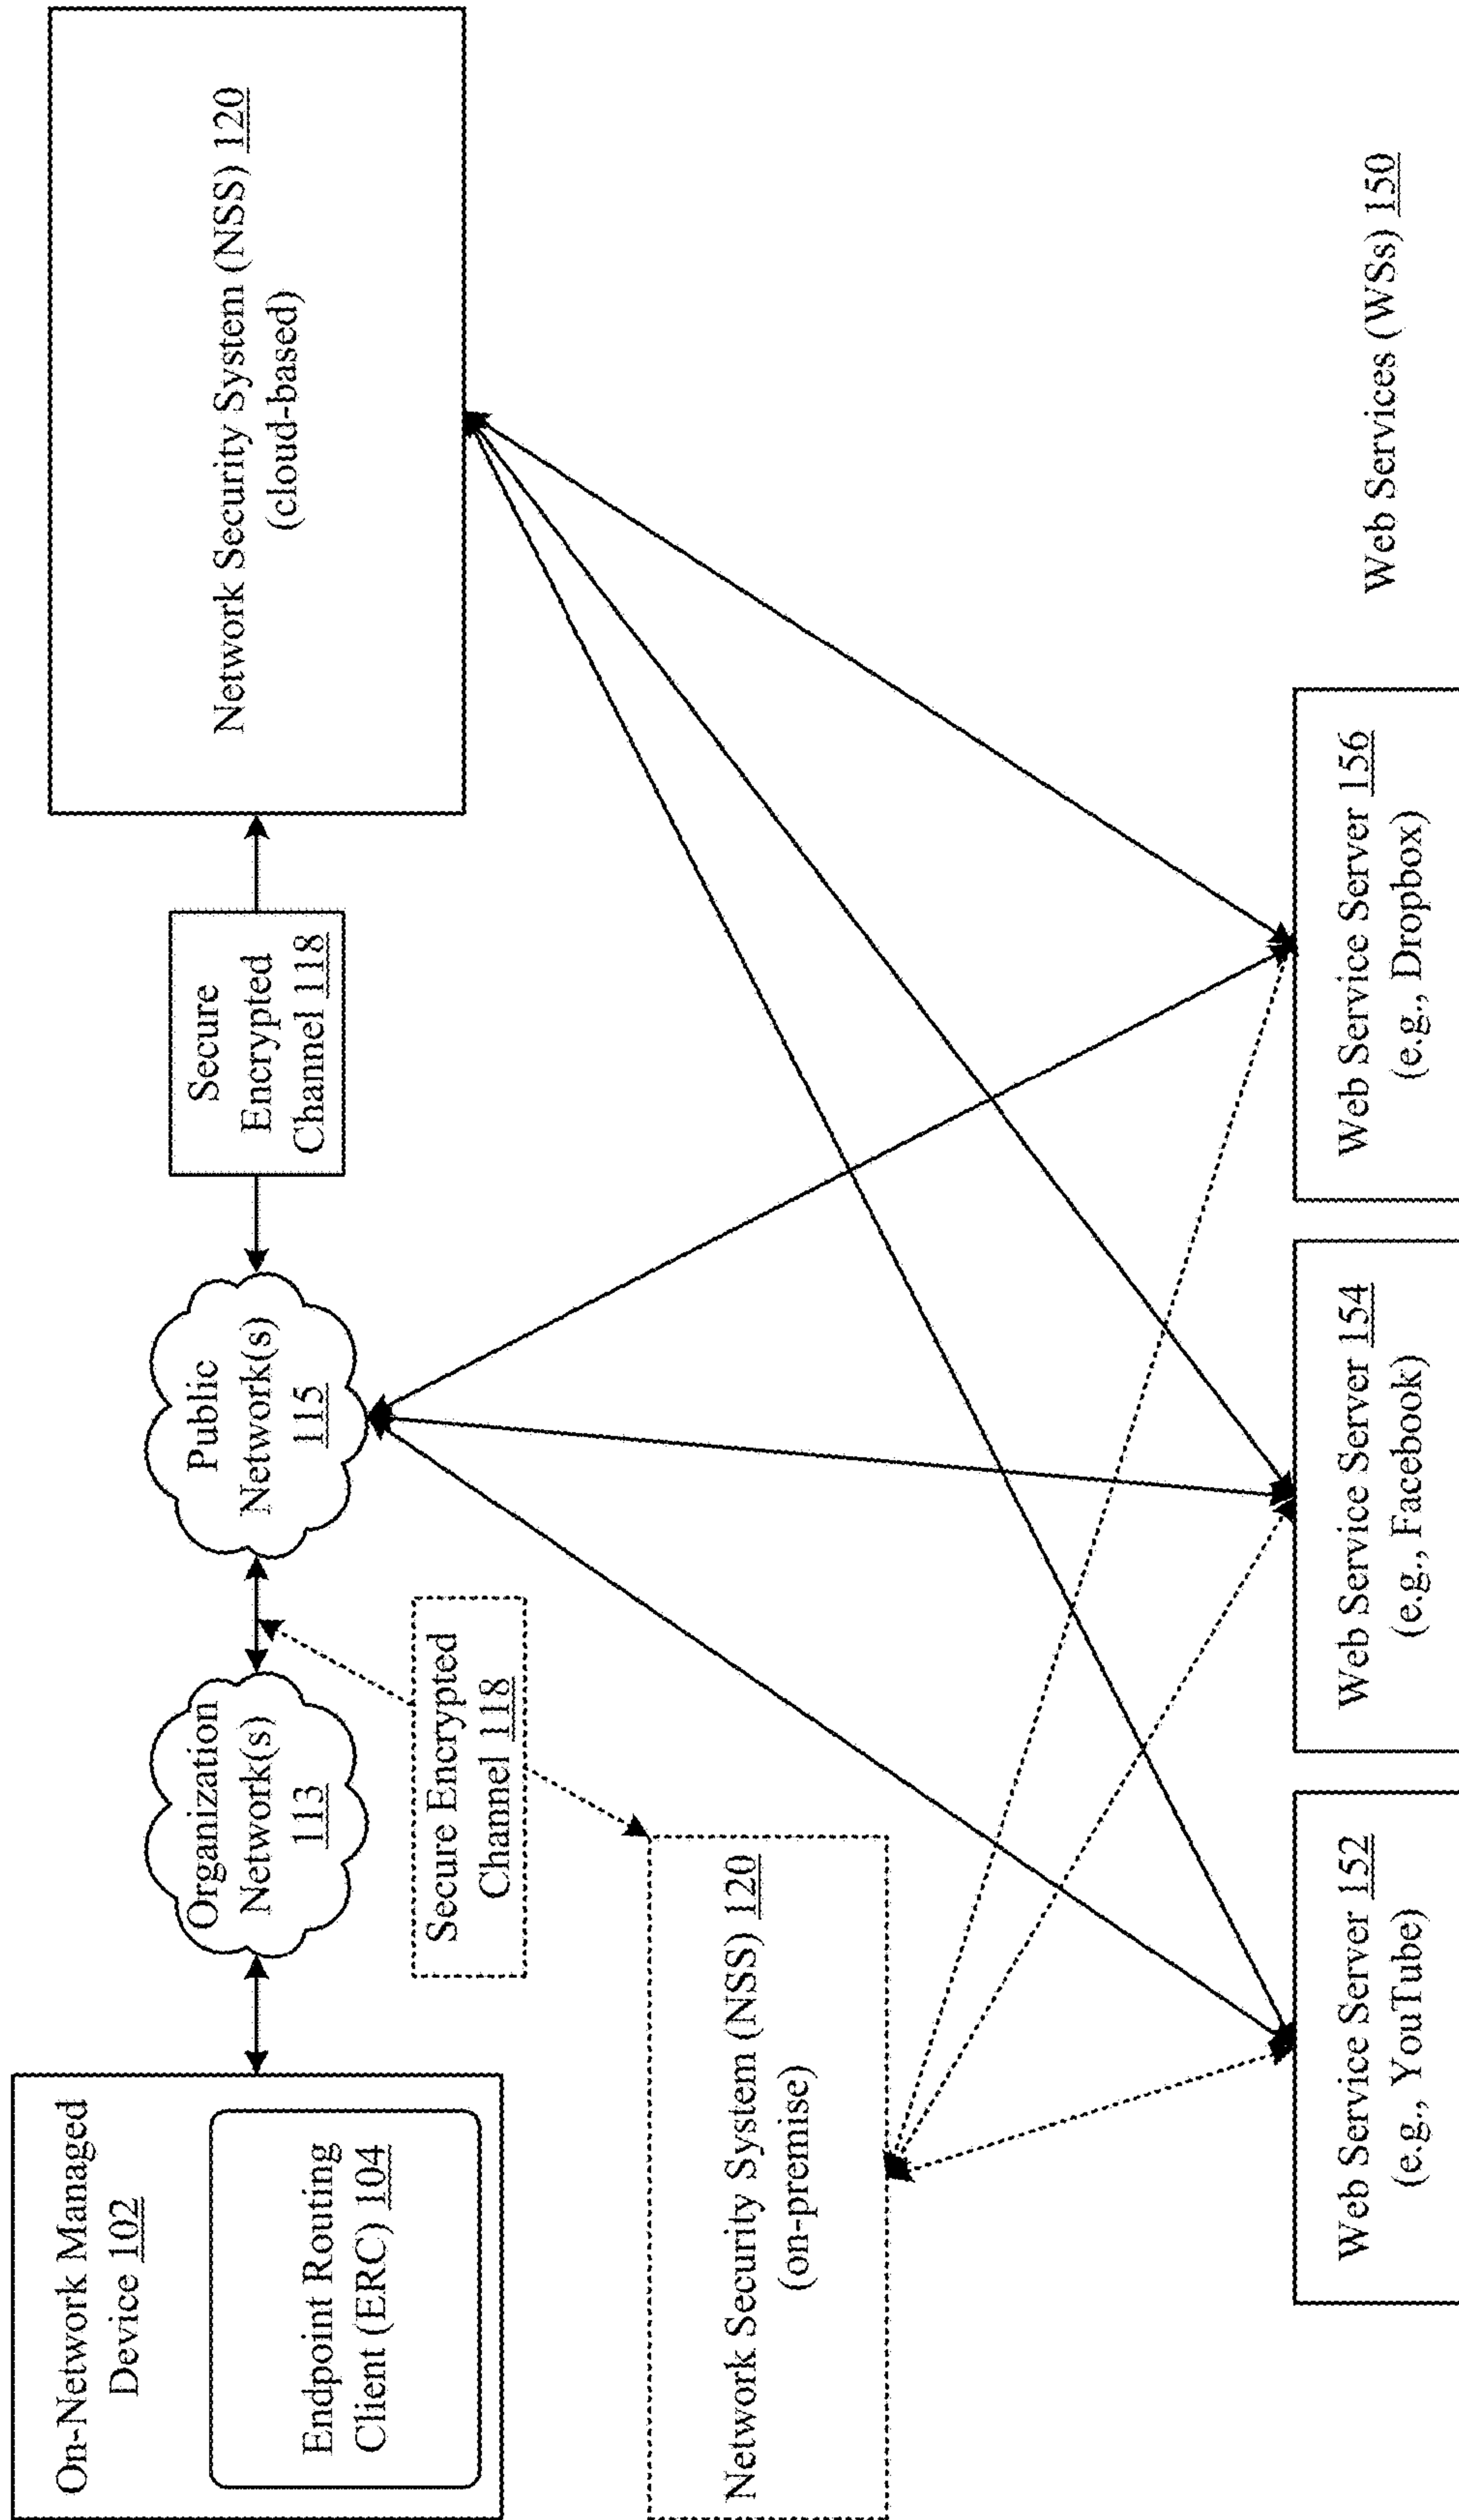 On-Network Managed
Device 102
Endpoint Routing
Client (ERC) 104
Organization
Network(s)
113
Public
Network(s)
115
Secure
Encrypted
Channel 118
Network Security System (NSS) 120
(cloud-based)
Secure Encrypted
Channel 118
Network Security System (NSS) 120
(on-premise)
Web Service Server 152
(e.g., YouTube)
Web Service Server 154
(e.g., Facebook)
Web Service Server 156
(e.g., Dropbox)
Web Services (WSs) 150